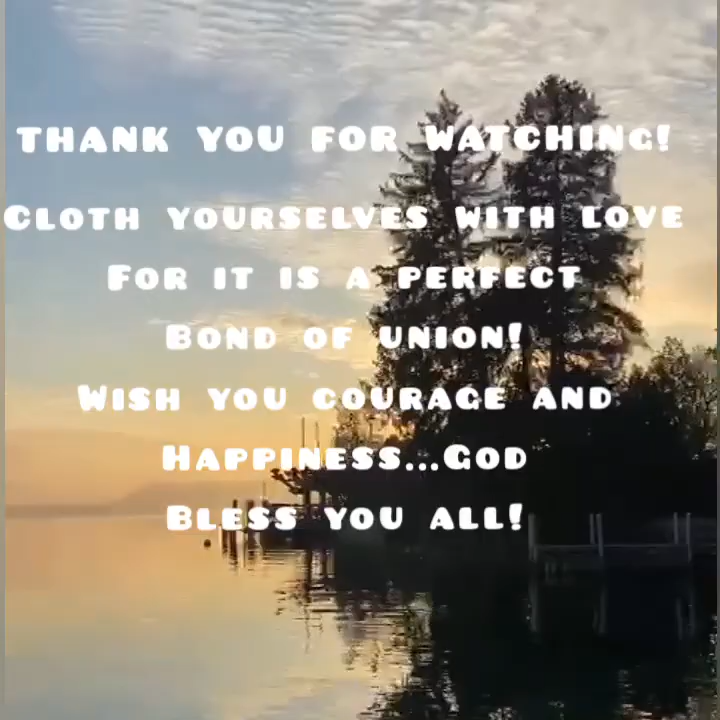 THANK YOU FOR WATCHING!
CLOTH YOURSELVES WITH LOVE
FOR IT IS A PERFECT
BOND OF UNION!
WISH YOU COURAGE AND
HAPPINESS...GOD
BLESS YOU ALL!